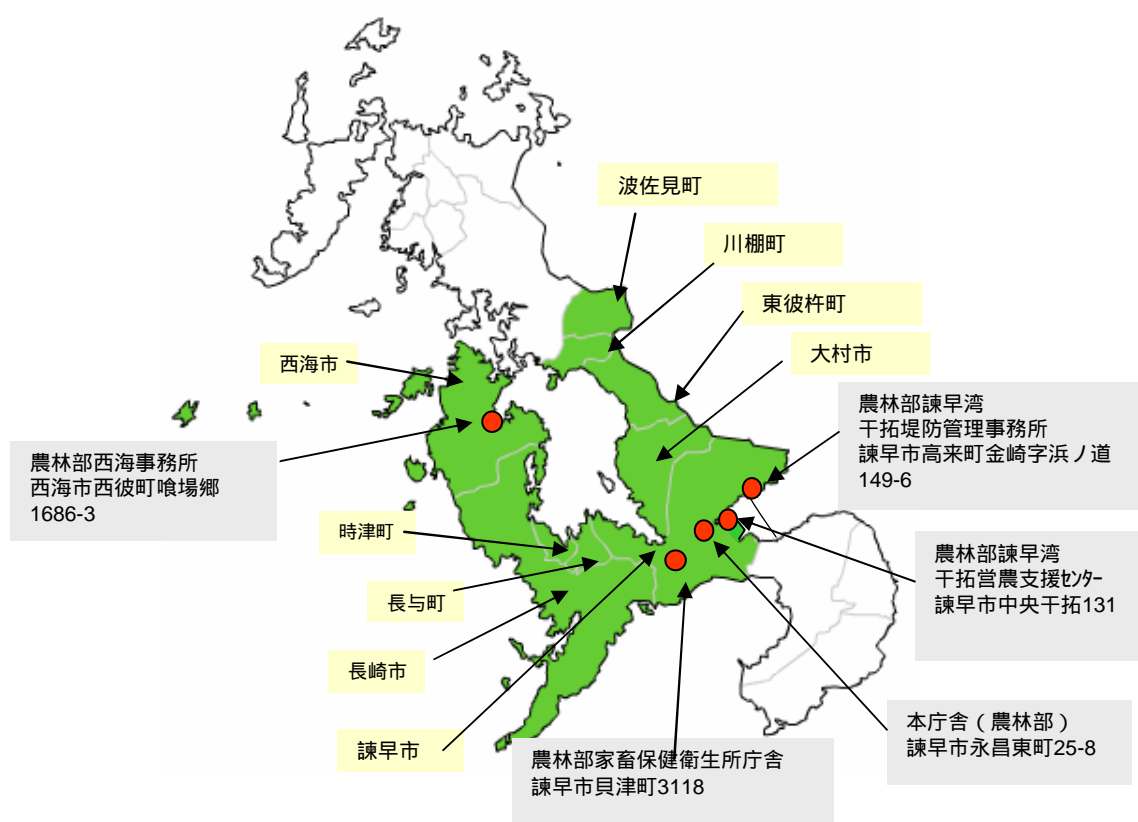 波佐見町
川棚町
東彼杵町
大村市
西海市
農林部諫早湾
干拓堤防管理事務所
諫早市高来町金崎字浜ノ道
149-6
農林部西海事務所
西海市西彼町喰場郷
1686-3
時津町
農林部諫早湾
干拓営農支援ｾﾝﾀｰ
諫早市中央干拓131
長与町
長崎市
本庁舎（農林部）
諫早市永昌東町25-8
諫早市
農林部家畜保健衛生所庁舎
諫早市貝津町3118